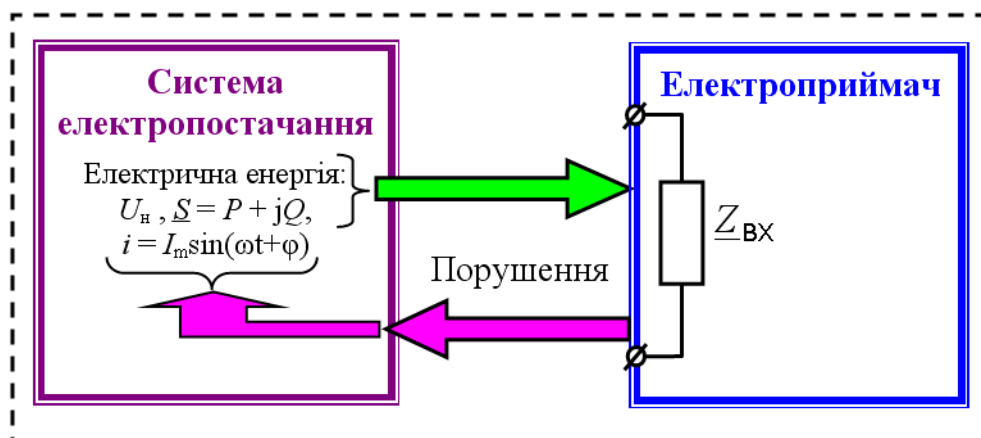 Система
електропостачання
Електрична енергія:
Uн , S = P + jQ,
i = Imsin(ωt+φ)
Порушення
Електроприймач
ZВХ